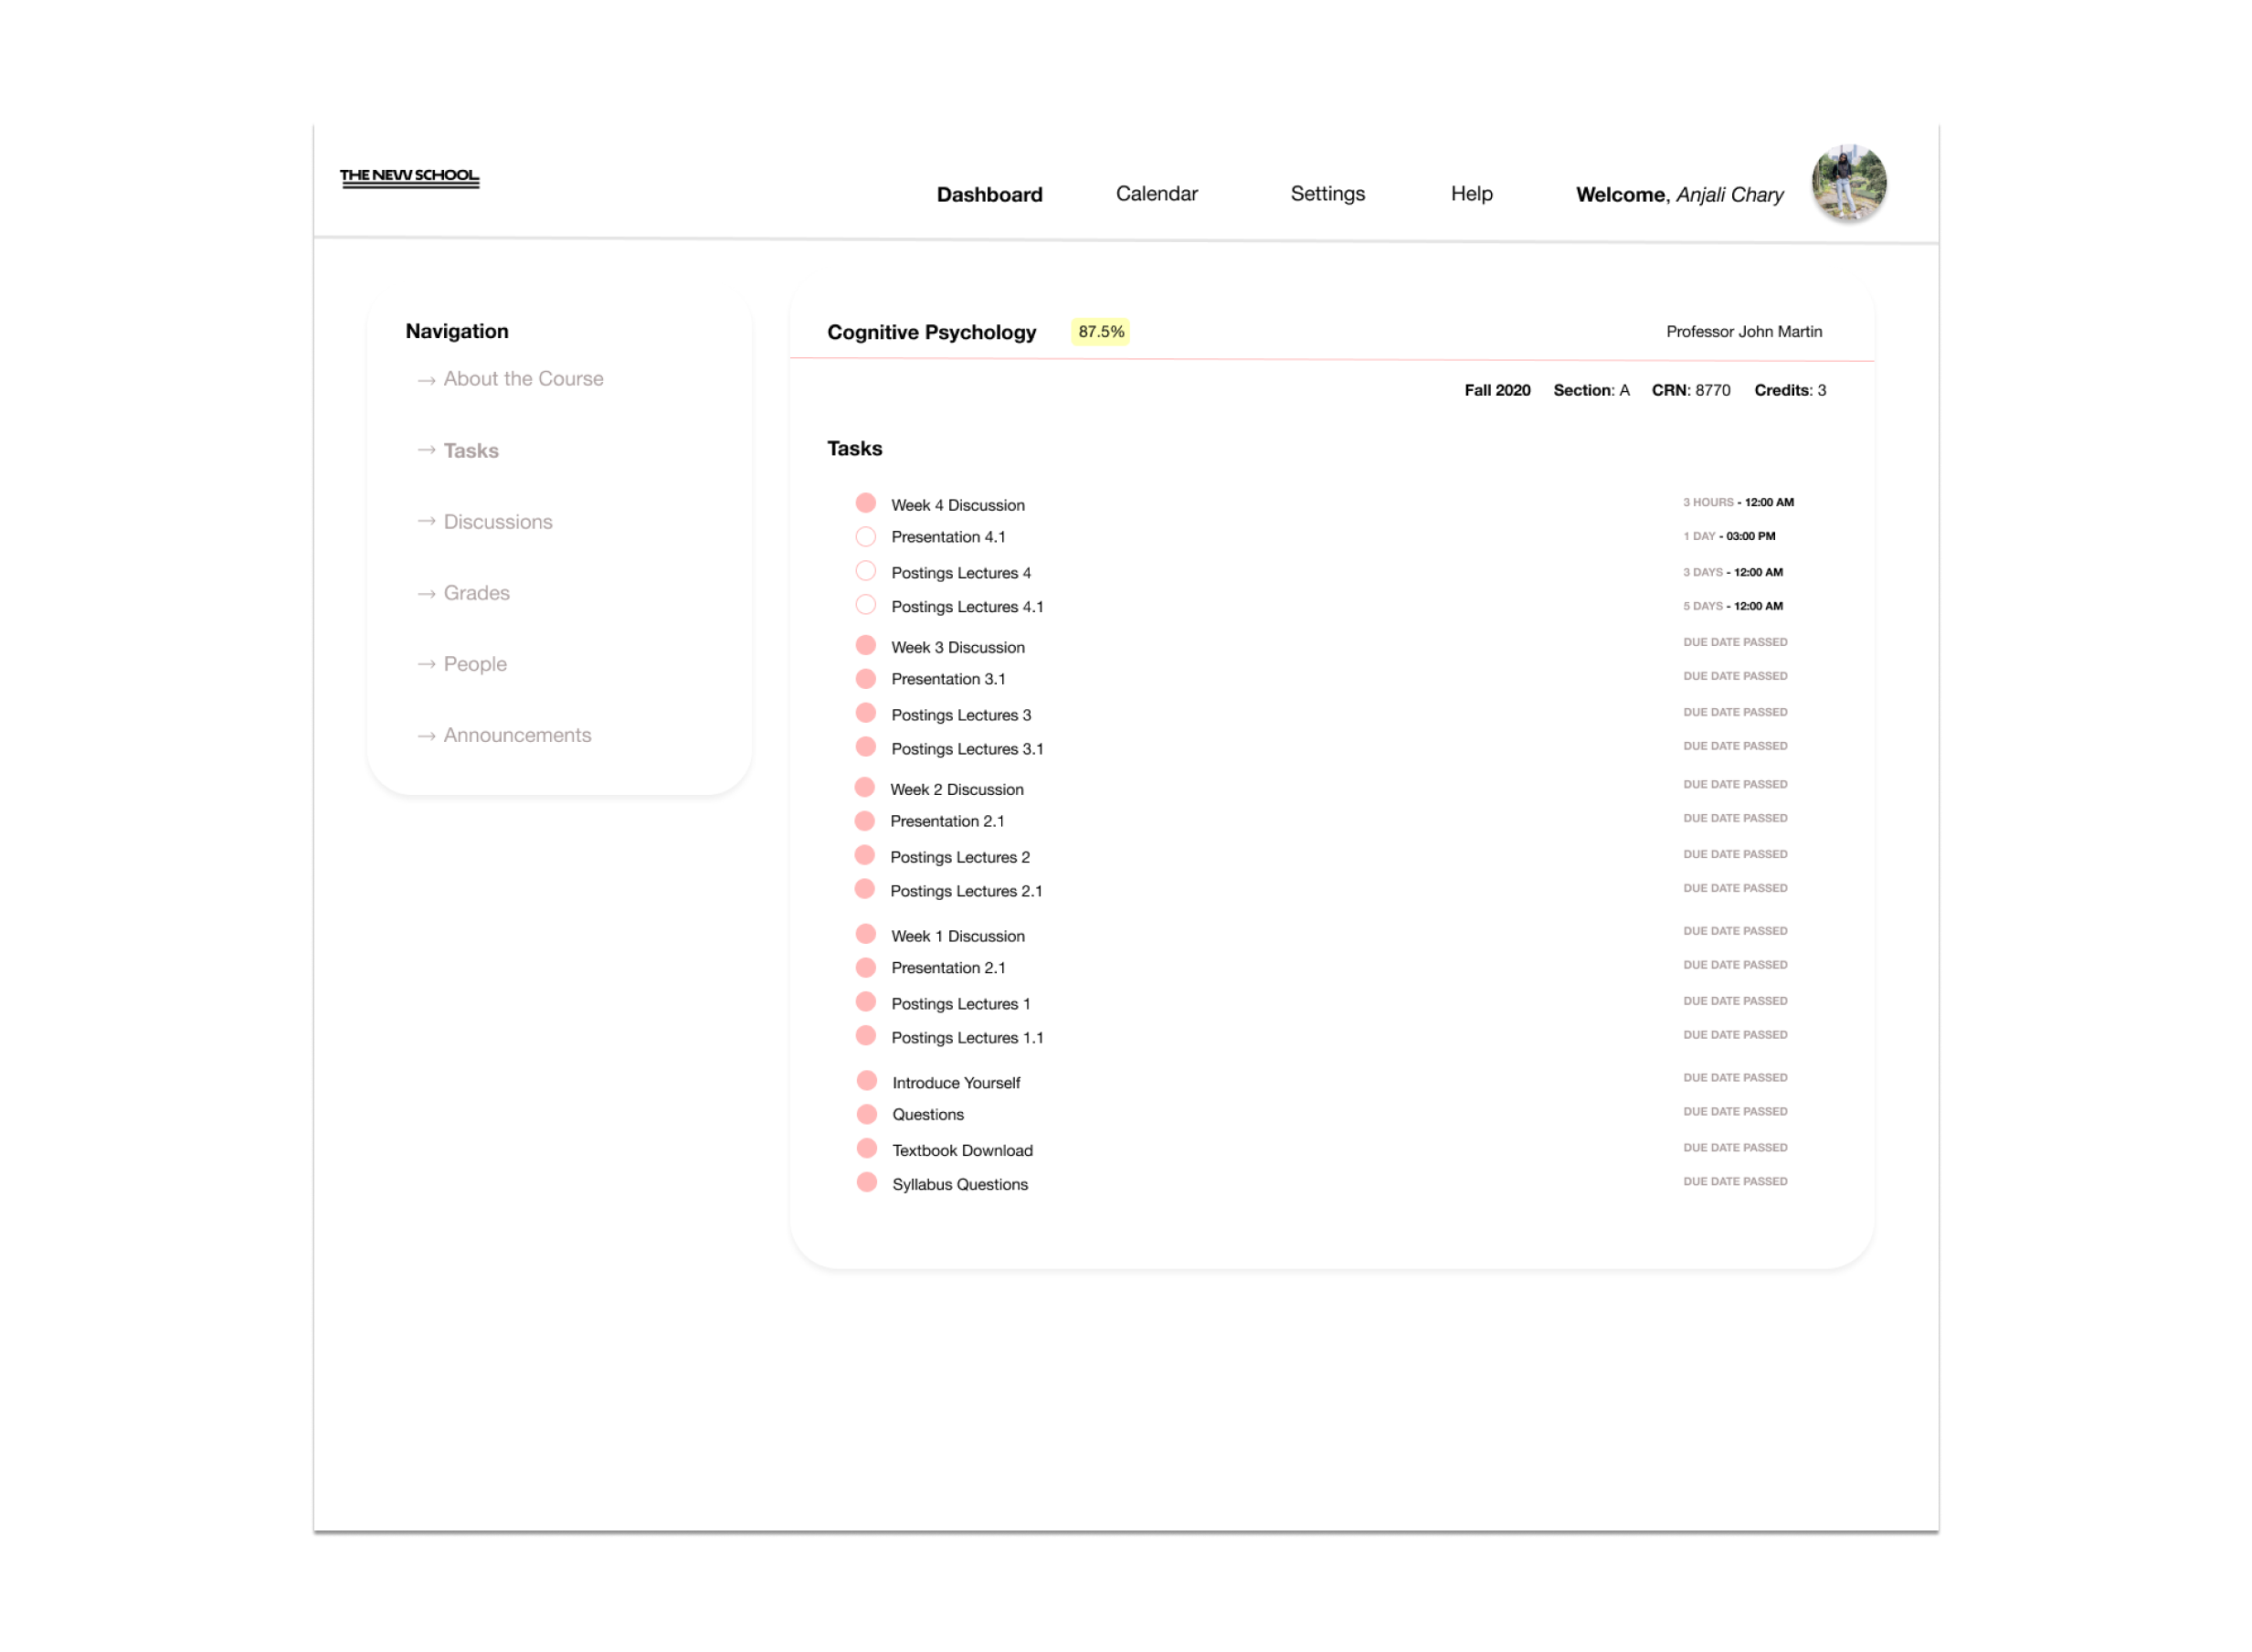 THE NEW SCHOOL
Dashboard Calendar Settings Help Welcome, Anjali Chary
Navigation
→ About the Course
→ Tasks
→ Discussions
→ Grades
→ People
→ Announcements
Cognitive Psychology 87.5% Professor John Martin
Fall 2020 Section: A CRN: 8770 Credits: 3
Tasks
Week 4 Discussion 3 HOURS - 12:00 AM
Presentation 4.1 1 DAY - 03:00 PM
Postings Lectures 4 3 DAYS - 12:00 AM
Postings Lectures 4.1 5 DAYS - 12:00 AM
Week 3 Discussion DUE DATE PASSED
Presentation 3.1 DUE DATE PASSED
Postings Lectures 3 DUE DATE PASSED
Postings Lectures 3.1 DUE DATE PASSED
Week 2 Discussion DUE DATE PASSED
Presentation 2.1 DUE DATE PASSED
Postings Lectures 2 DUE DATE PASSED
Postings Lectures 2.1 DUE DATE PASSED
Week 1 Discussion DUE DATE PASSED
Presentation 2.1 DUE DATE PASSED
Postings Lectures 1 DUE DATE PASSED
Postings Lectures 1.1 DUE DATE PASSED
Introduce Yourself DUE DATE PASSED
Questions DUE DATE PASSED
Textbook Download DUE DATE PASSED
Syllabus Questions DUE DATE PASSED